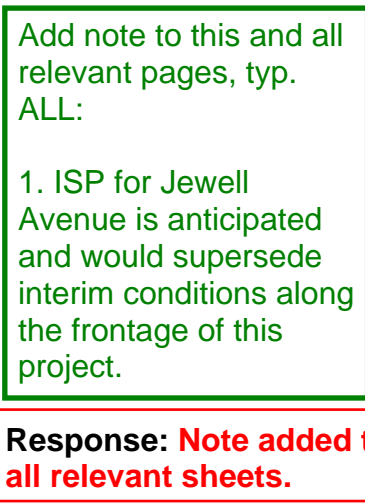 Add note to this and all
relevant pages, typ.
ALL:
1. ISP for Jewell
Avenue is anticipated
and would supersede
interim conditions along
the frontage of this
project.
Response: Note added
all relevant sheets.